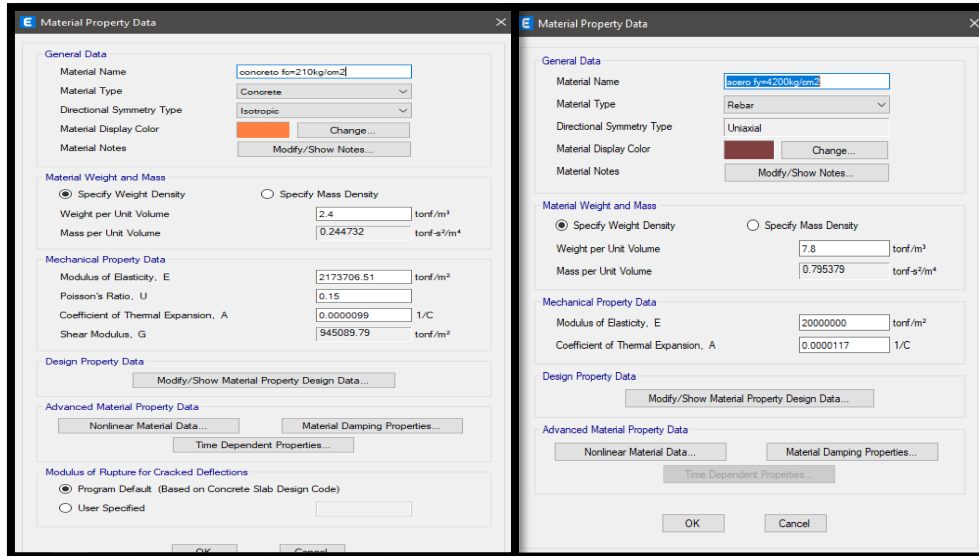 E Material Property Data
General Data
Material Name concreto fc=210kg/cm2
Material Type Concrete
Directional Symmetry Type Isotropic
Material Display Color Change...
Material Notes Modify/Show Notes...
Material Weight and Mass
Specify Weight Density Specify Mass Density
Weight per Unit Volume 2.4 tonf/m³
Mass per Unit Volume 0.244732 tonf-s²/m⁴
Mechanical Property Data
Modulus of Elasticity, E 2173706.51 tonf/m²
Poisson's Ratio, U 0.15
Coefficient of Thermal Expansion, A 0.0000099 1/C
Shear Modulus, G 945089.79 tonf/m²
Design Property Data
Modify/Show Material Property Design Data...
Advanced Material Property Data
Nonlinear Material Data... Material Damping Properties...
Time Dependent Properties...
Modulus of Rupture for Cracked Deflections
Program Default (Based on Concrete Slab Design Code)
User Specified
OK Cancel
E Material Property Data
General Data
Material Name acero fy=4200kg/cm2
Material Type Rebar
Directional Symmetry Type Uniaxial
Material Display Color Change...
Material Notes Modify/Show Notes...
Material Weight and Mass
Specify Weight Density Specify Mass Density
Weight per Unit Volume 7.8 tonf/m³
Mass per Unit Volume 0.795379 tonf-s²/m⁴
Mechanical Property Data
Modulus of Elasticity, E 20000000 tonf/m²
Coefficient of Thermal Expansion, A 0.0000117 1/C
Design Property Data
Modify/Show Material Property Design Data...
Advanced Material Property Data
Nonlinear Material Data... Material Damping Properties...
Time Dependent Properties...
OK Cancel